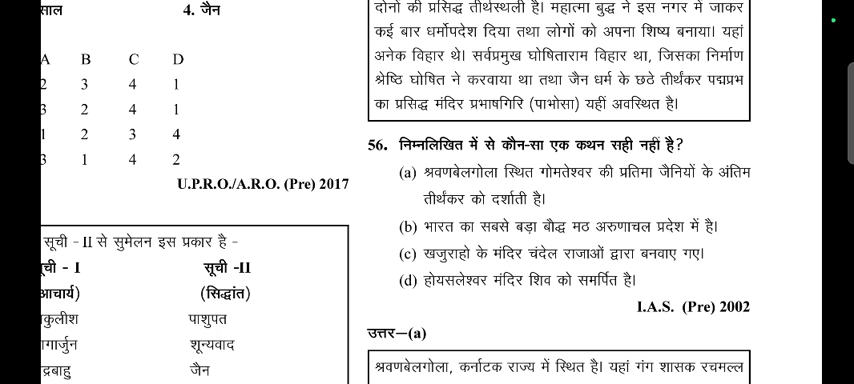 साल
4. जैन
A B C D
2 3 4 1
3 2 4 1
1 2 3 4
3 1 4 2
U.P.R.O./A.R.O. (Pre) 2017
सूची - II से सुमेलन इस प्रकार है -
सूची - I सूची -II
(सिद्धांत)
पाशुपत
शून्यवाद
जैन
दोनों की प्रसिद्ध तीर्थस्थली है। महात्मा बुद्ध ने इस नगर में जाकर
कई बार धर्मोपदेश दिया तथा लोगों को अपना शिष्य बनाया। यहां
अनेक विहार थे। सर्वप्रमुख घोषिताराम विहार था, जिसका निर्माण
श्रेष्ठि घोषित ने करवाया था तथा जैन धर्म के छठे तीर्थंकर पद्मप्रभ
का प्रसिद्ध मंदिर प्रभाषगिरि (पाभोसा) यहीं अवस्थित है।
56. निम्नलिखित में से कौन-सा एक कथन सही नहीं है?
(a) श्रवणबेलगोला स्थित गोमतेश्वर की प्रतिमा जैनियों के अंतिम
तीर्थंकर को दर्शाती है।
(b) भारत का सबसे बड़ा बौद्ध मठ अरुणाचल प्रदेश में है।
(c) खजुराहो के मंदिर चंदेल राजाओं द्वारा बनवाए गए।
(d) होयसलेश्वर मंदिर शिव को समर्पित है।
I.A.S. (Pre) 2002
उत्तर—(a)
श्रवणबेलगोला, कर्नाटक राज्य में स्थित है। यहां गंग शासक रचमल्ल